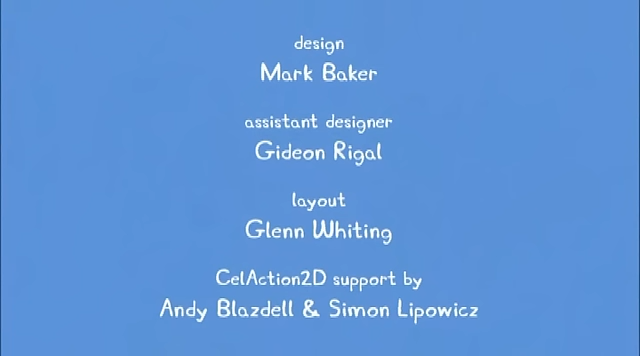 design
Mark Baker
assistant designer
Gideon Rigal
layout
Glenn Whiting
CelAction2D support by
Andy Blazdell & Simon Lipowicz